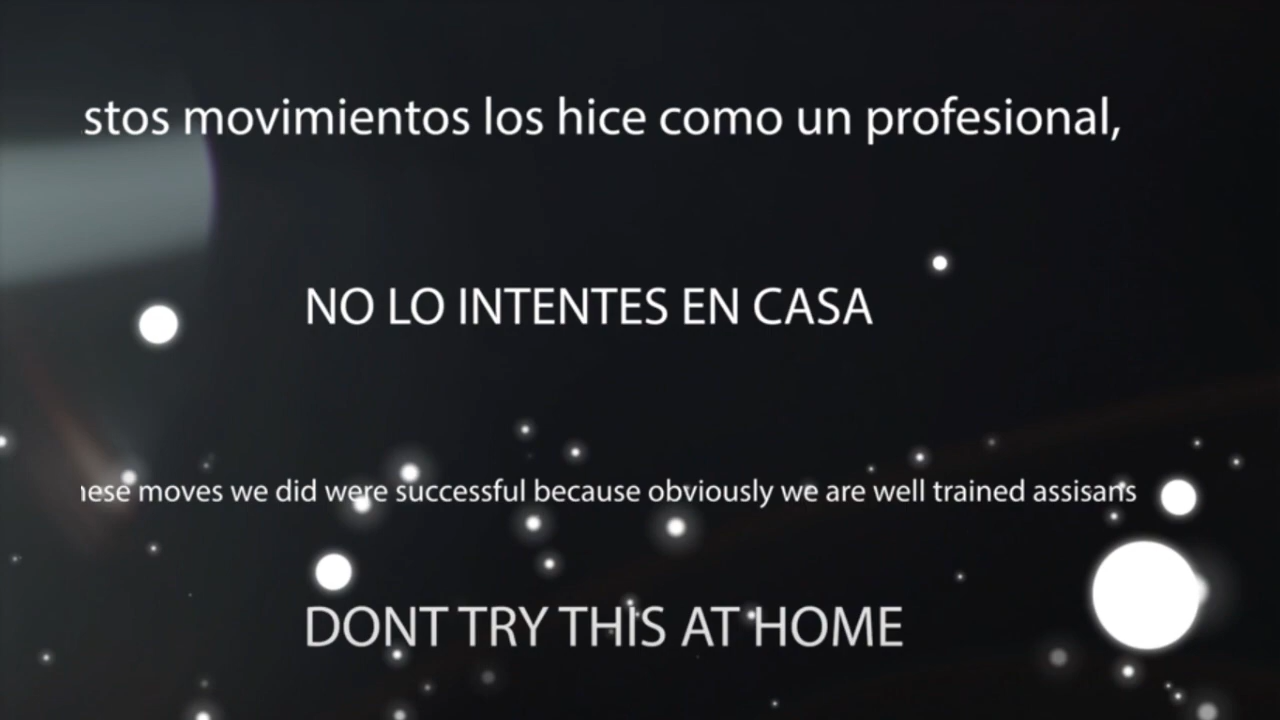 stos movimientos los hice como un profesional,
NO LO INTENTES EN CASA
hese moves we did were successful because obviously we are well trained assisans
DONT TRY THIS AT HOME